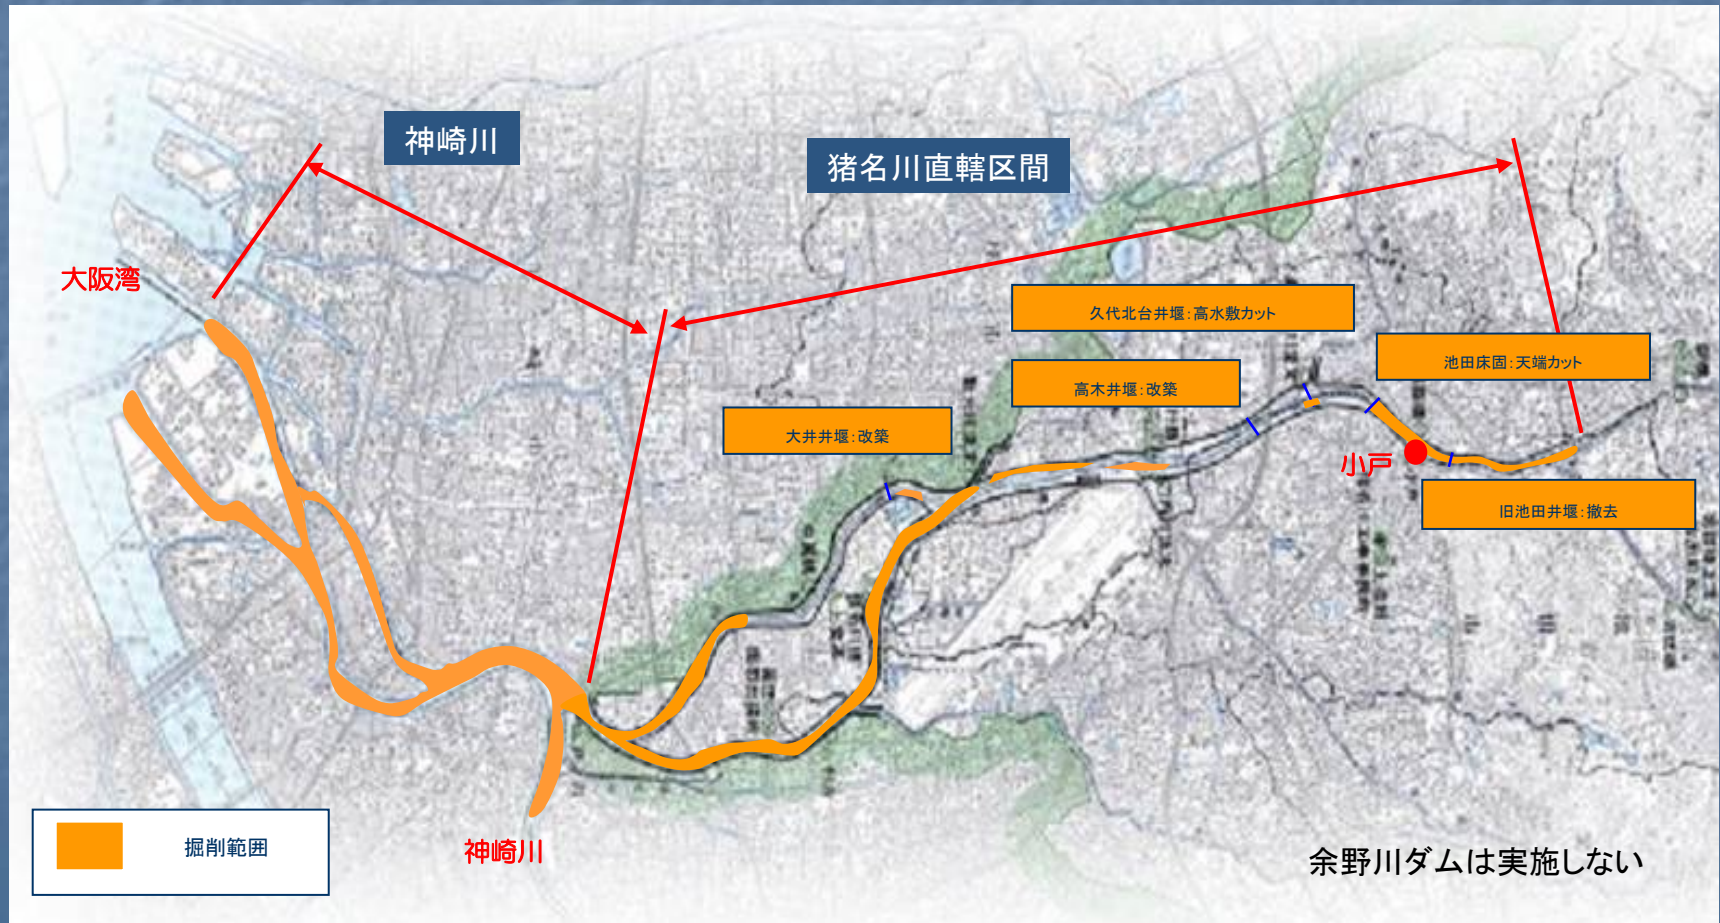 神崎川
猪名川直轄区間
大阪湾
久代北台井堰：高水敷カット
池田床固：天端カット
高木井堰：改築
大井井堰：改築
小戸
旧池田井堰：撤去
掘削範囲
神崎川
余野川ダムは実施しない